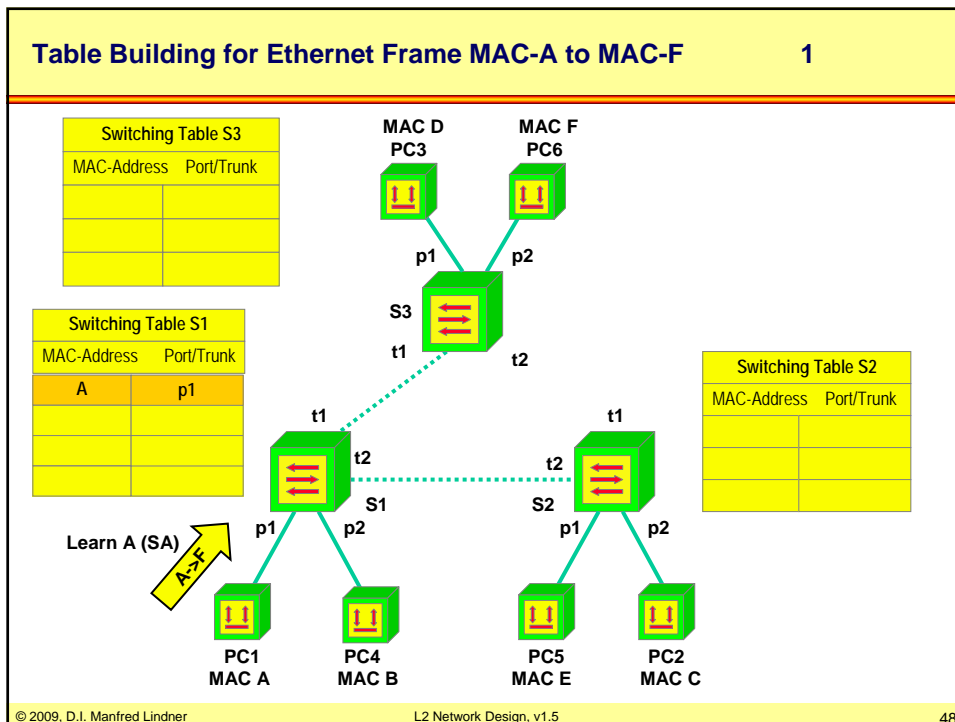 Table Building for Ethernet Frame MAC-A to MAC-F 1
Switching Table S3
MAC-Address Port/Trunk
MAC D
PC3
MAC F
PC6
p1
p2
S3
t1
t2
Switching Table S1
MAC-Address Port/Trunk
A p1
Switching Table S2
MAC-Address Port/Trunk
t1
t2
S1
t1
t2
S2
p1
p2
p1
p2
Learn A (SA)
A->F
PC1
MAC A
PC4
MAC B
PC5
MAC E
PC2
MAC C
© 2009, D.I. Manfred Lindner
L2 Network Design, v1.5
48